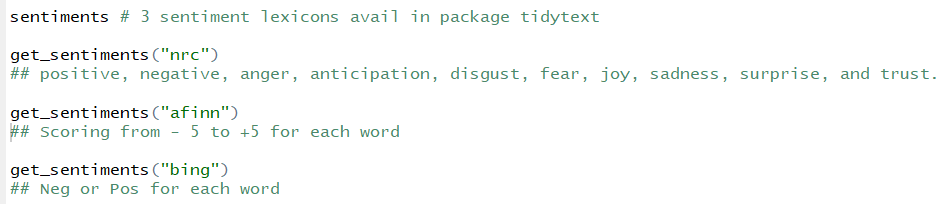 sentiments # 3 sentiment lexicons avail in package tidytext
get_sentiments("nrc")
## positive, negative, anger, anticipation, disgust, fear, joy, sadness, surprise, and trust.
get_sentiments("afinn")
## Scoring from - 5 to +5 for each word
get_sentiments("bing")
## Neg or Pos for each word